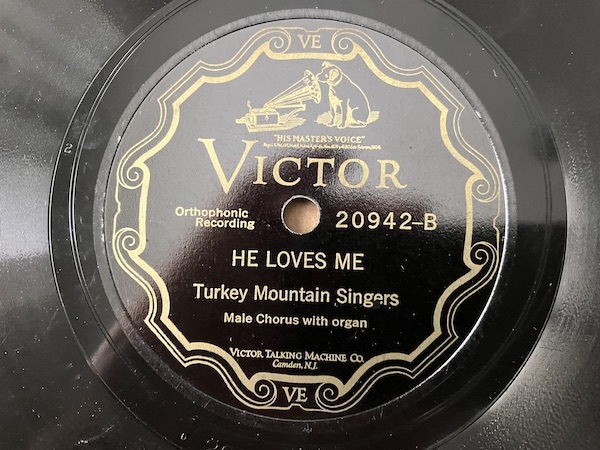 VE
"HIS MASTER'S VOICE"
VICTOR
Orthophonic
Recording
20942-B
HE LOVES ME
Turkey Mountain Singers
Male Chorus with organ
VICTOR TALKING MACHINE CO.
Camden, N.J.
VE
2